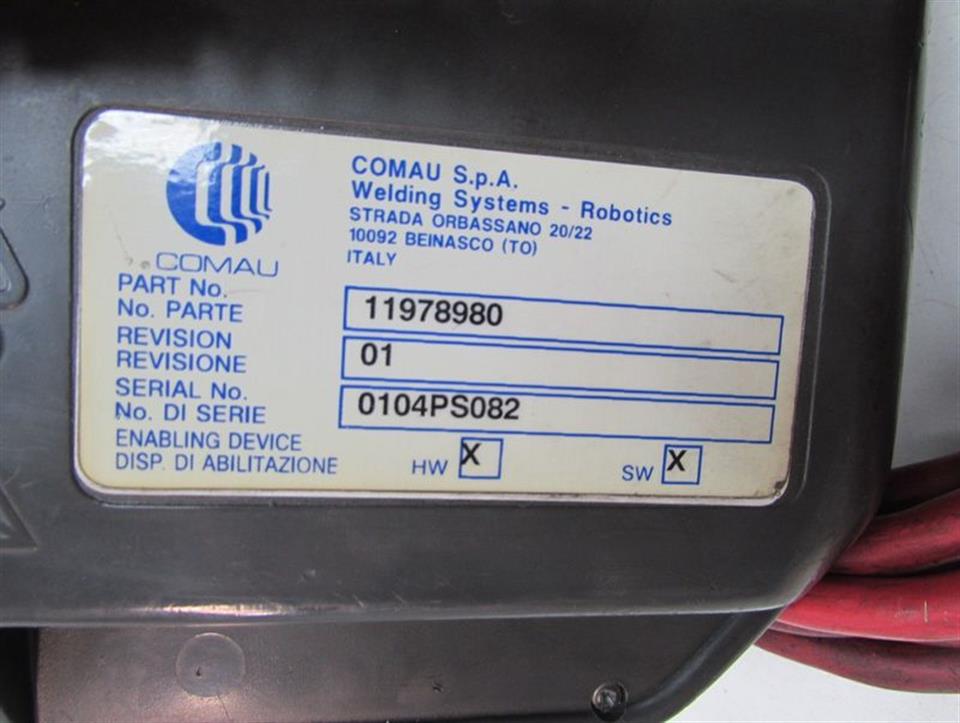 COMAU
COMAU S.p.A.
Welding Systems - Robotics
STRADA ORBASSANO 20/22
10092 BEINASCO (TO)
ITALY
PART No.
No. PARTE 11978980
REVISION
REVISIONE 01
SERIAL No.
No. DI SERIE 0104PS082
ENABLING DEVICE
DISP. DI ABILITAZIONE HW X SW X